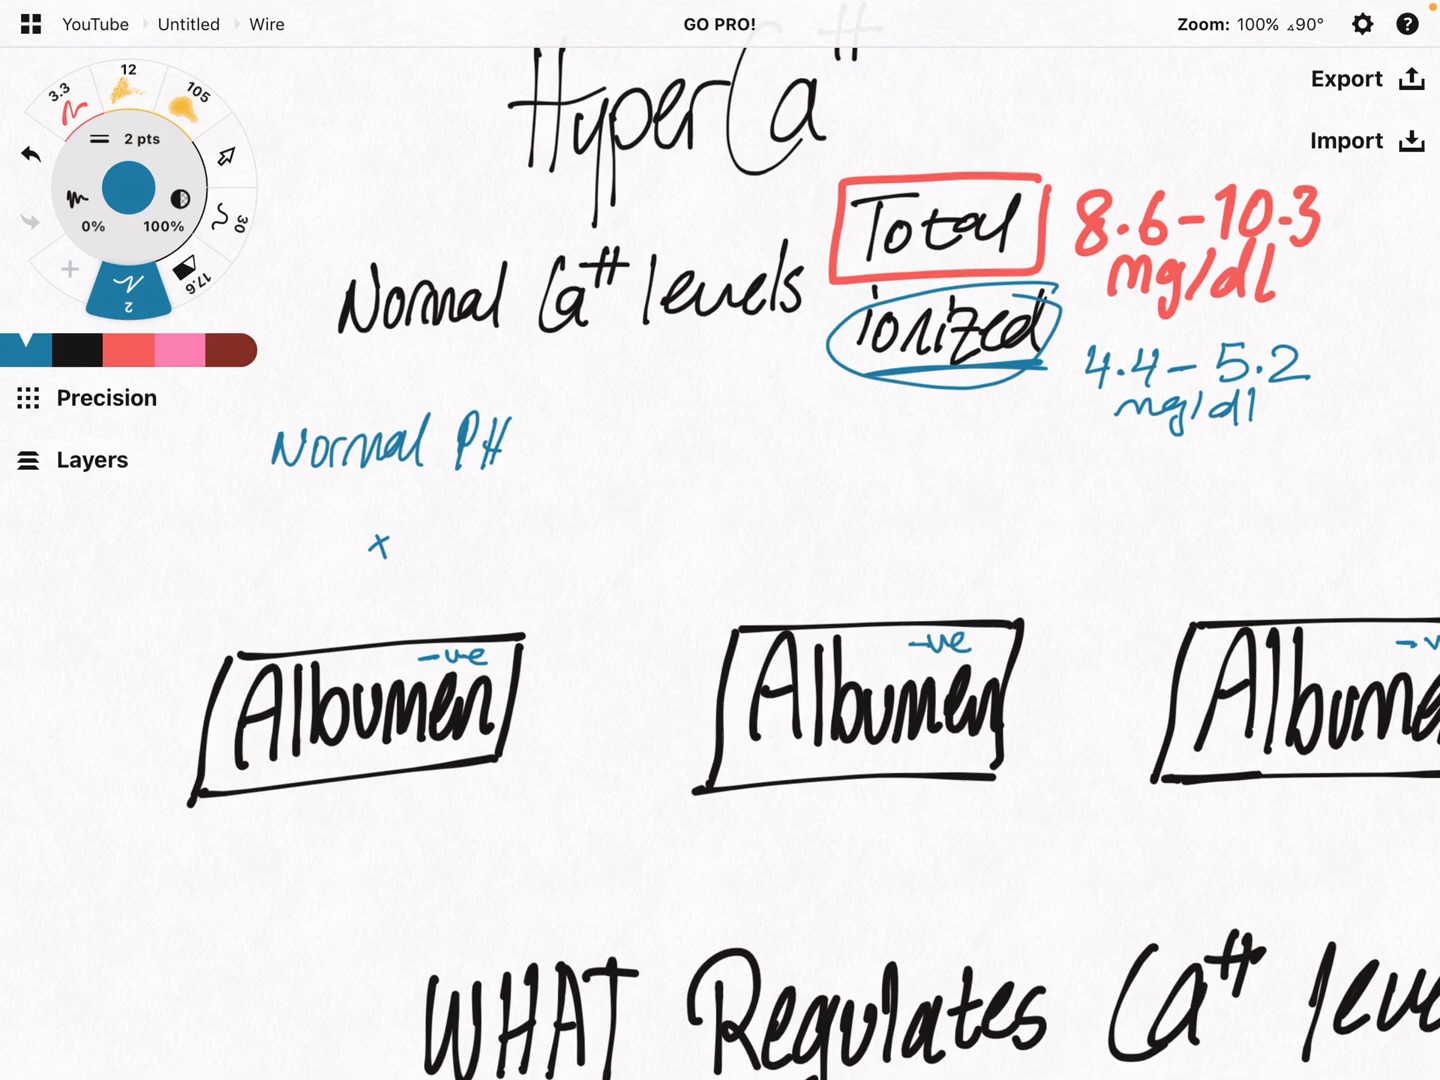 YouTube Untitled Wire
GO PRO!
Zoom: 100% ⦟90°
Export
Import
3.3
12
105
2 pts
30
0%
100%
17.6
2
Precision
Layers
HyperCa++
Normal Ca++ levels
Total
8.6-10.3
mg/dl
ionized
4.4-5.2
mg/dl
Normal PH
x
Albumen -ve
Albumen -ve
Albume -v
WHAT Regulates Ca++ leve